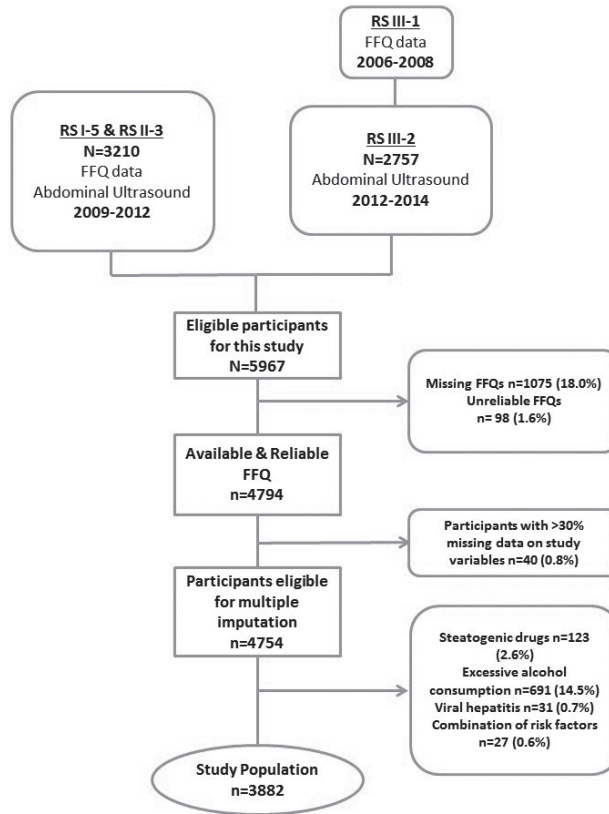 RS III-1
FFQ data
2006-2008
RS I-5 & RS II-3
N=3210
FFQ data
Abdominal Ultrasound
2009-2012
RS III-2
N=2757
Abdominal Ultrasound
2012-2014
Eligible participants
for this study
N=5967
Missing FFQs n=1075 (18.0%)
Unreliable FFQs
n= 98 (1.6%)
Available & Reliable
FFQ
n=4794
Participants with >30%
missing data on study
variables n=40 (0.8%)
Participants eligible
for multiple
imputation
n=4754
Steatogenic drugs n=123
(2.6%)
Excessive alcohol
consumption n=691 (14.5%)
Viral hepatitis n=31 (0.7%)
Combination of risk factors
n=27 (0.6%)
Study Population
n=3882